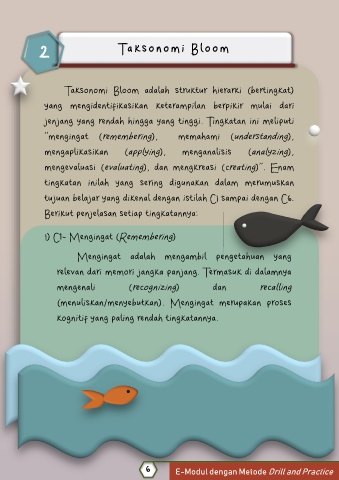 2
Taksonomi Bloom
Taksonomi Bloom adalah struktur hierarki (bertingkat)
yang mengidentifikasikan keterampilan berpikir mulai dari
jenjang yang rendah hingga yang tinggi. Tingkatan ini meliputi
"mengingat (remembering), memahami (understanding),
mengaplikasikan (applying), menganalisis (analyzing),
mengevaluasi (evaluating), dan mengkreasi (creating)". Enam
tingkatan inilah yang sering digunakan dalam merumuskan
tujuan belajar yang dikenal dengan istilah C1 sampai dengan C6.
Berikut penjelasan setiap tingkatannya:
1) C1- Mengingat (Remembering)
Mengingat adalah mengambil pengetahuan yang
relevan dari memori jangka panjang. Termasuk di dalamnya
mengenali (recognizing) dan recalling
(menuliskan/menyebutkan). Mengingat merupakan proses
kognitif yang paling rendah tingkatannya.
6
E-Modul dengan Metode Drill and Practice